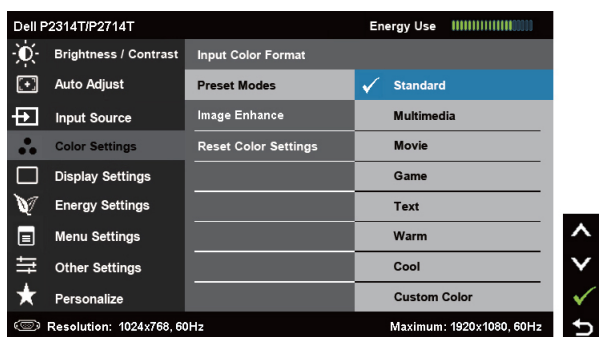 Dell P2314T/P2714T Energy Use
Brightness / Contrast Input Color Format
Auto Adjust Preset Modes Standard
Input Source Image Enhance Multimedia
Color Settings Reset Color Settings Movie
Display Settings Game
Energy Settings Text
Menu Settings Warm
Other Settings Cool
Personalize Custom Color
Resolution: 1024x768, 60Hz Maximum: 1920x1080, 60Hz